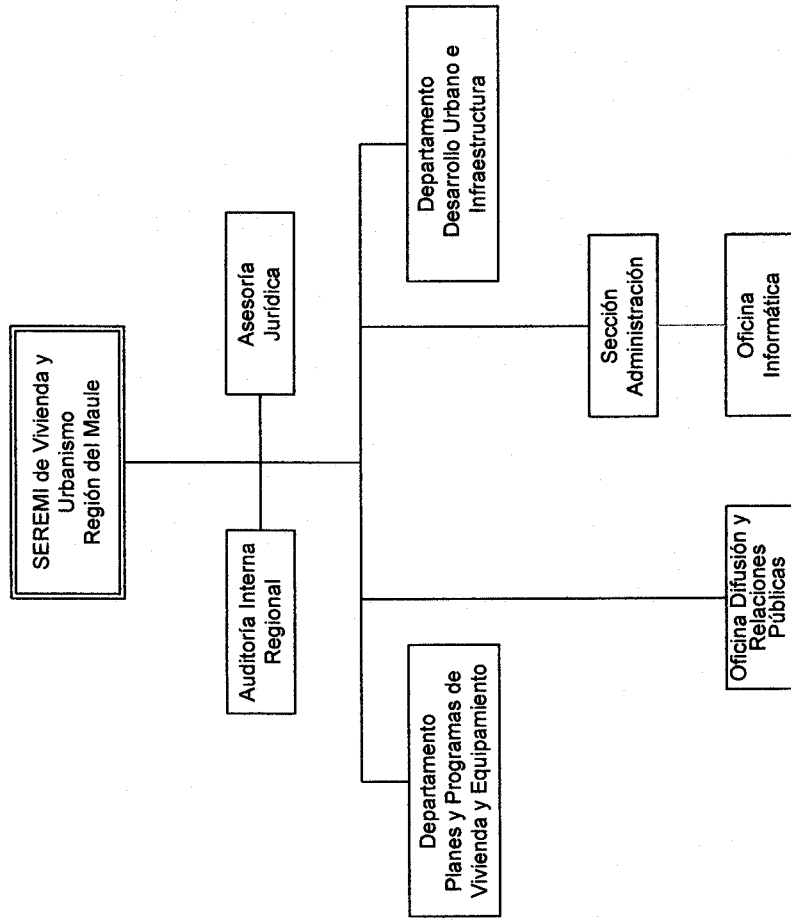 SEREMI de Vivienda y
Urbanismo
Región del Maule
Auditoría Interna
Regional
Asesoría
Jurídica
Departamento
Planes y Programas de
Vivienda y Equipamiento
Departamento
Desarrollo Urbano e
Infraestructura
Sección
Administración
Oficina Difusión y
Relaciones
Públicas
Oficina
Informática